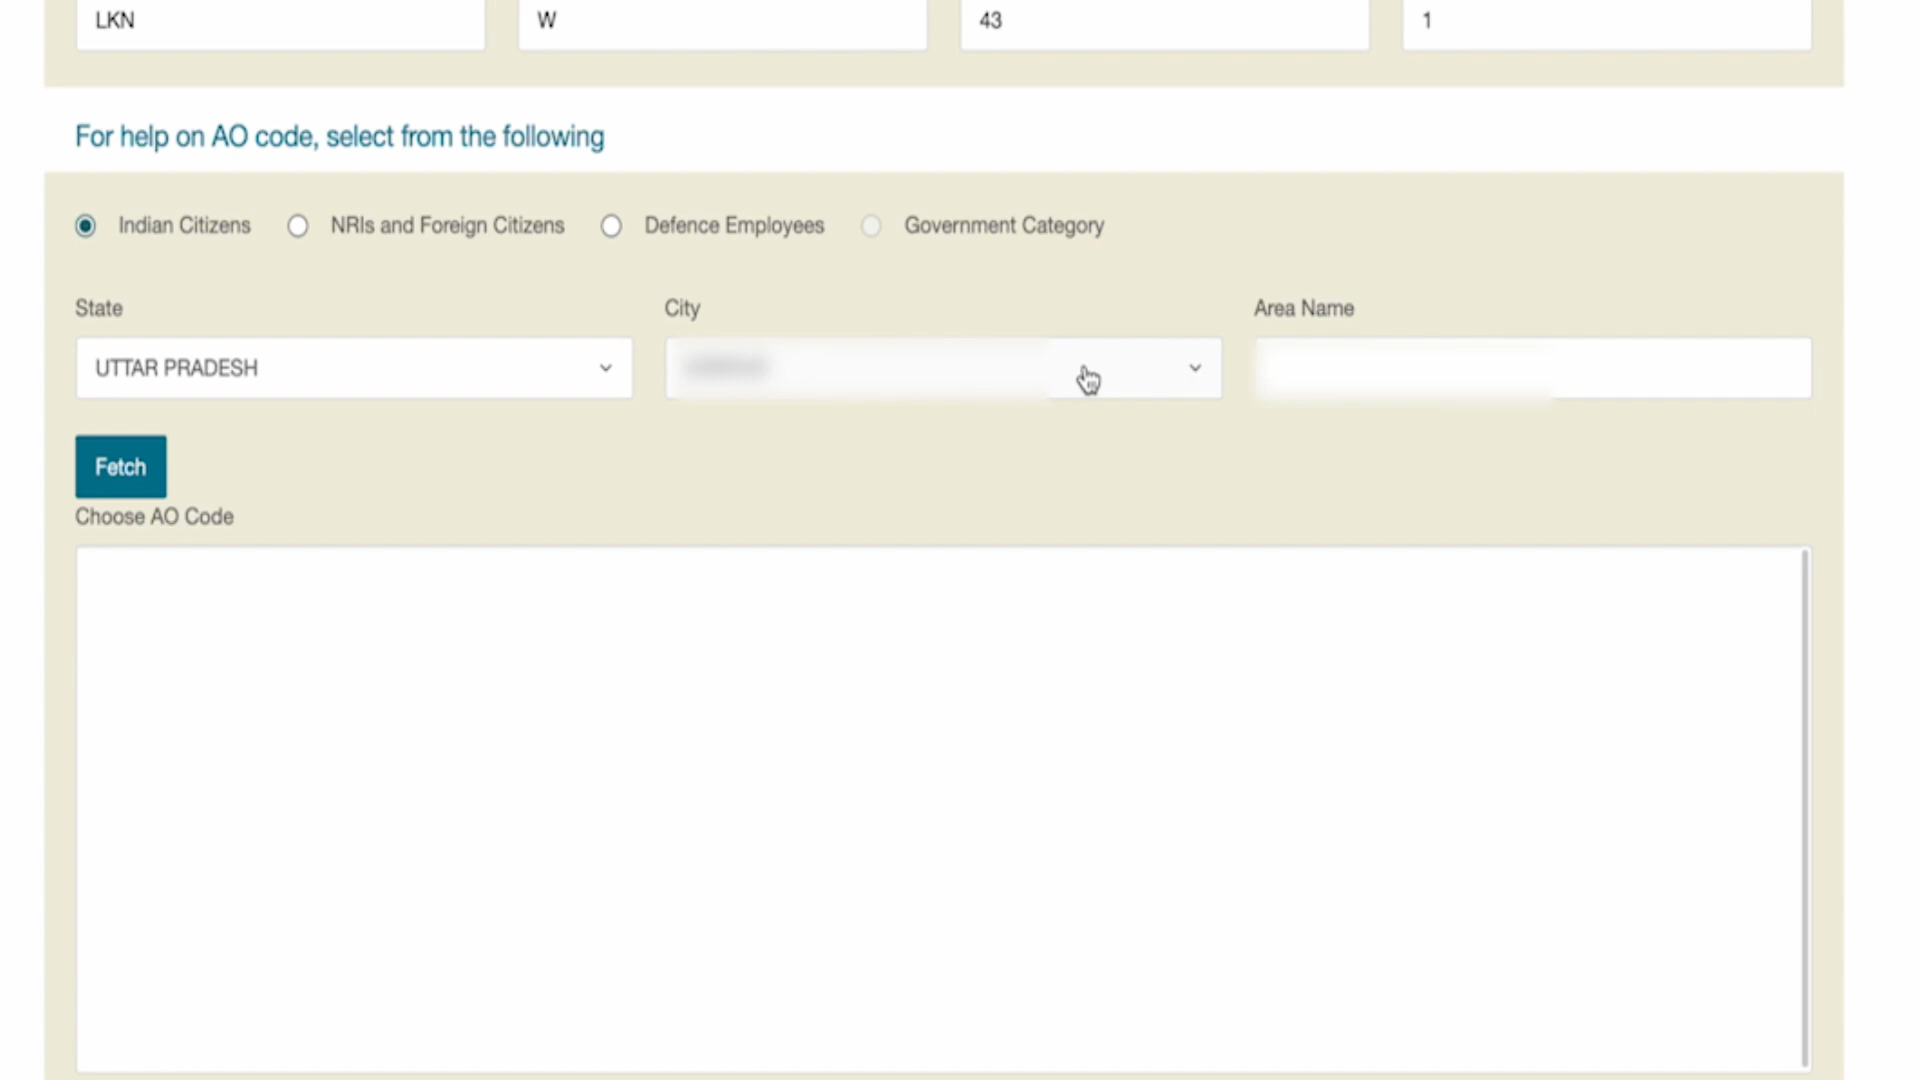 LKN W 43 1
For help on AO code, select from the following
Indian Citizens NRIs and Foreign Citizens Defence Employees Government Category
State City Area Name
UTTAR PRADESH
Fetch
Choose AO Code